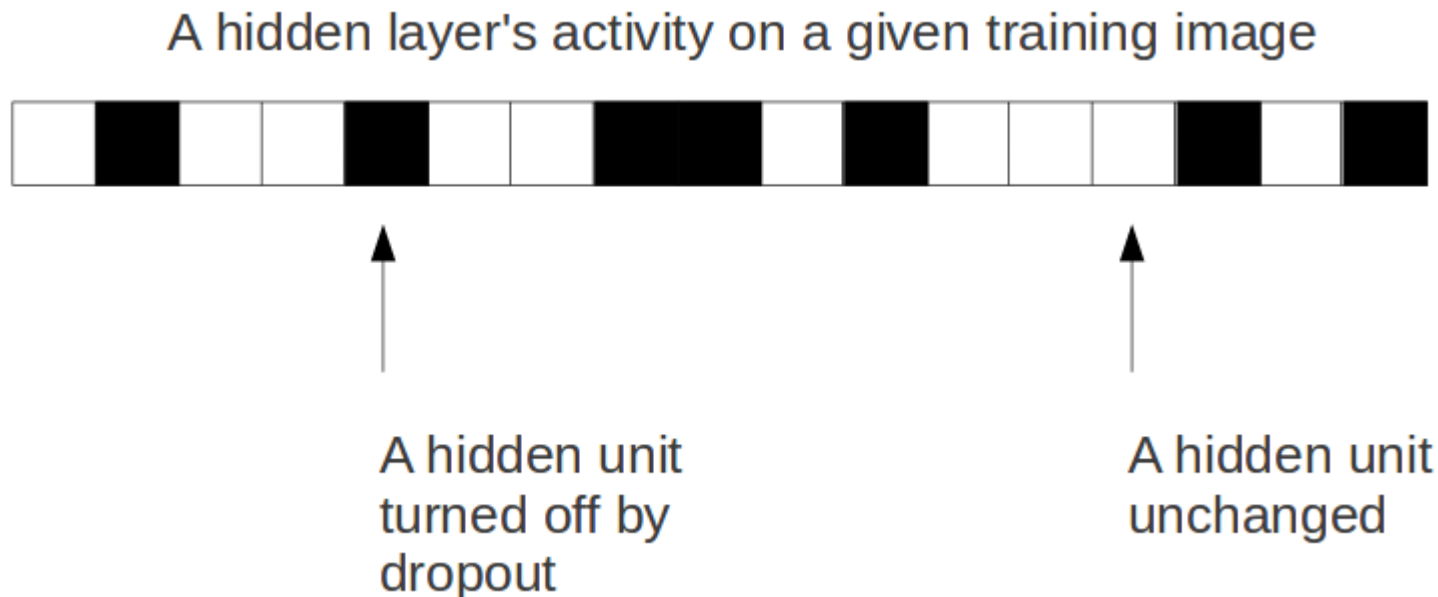 A hidden layer's activity on a given training image
A hidden unit
turned off by
dropout
A hidden unit
unchanged